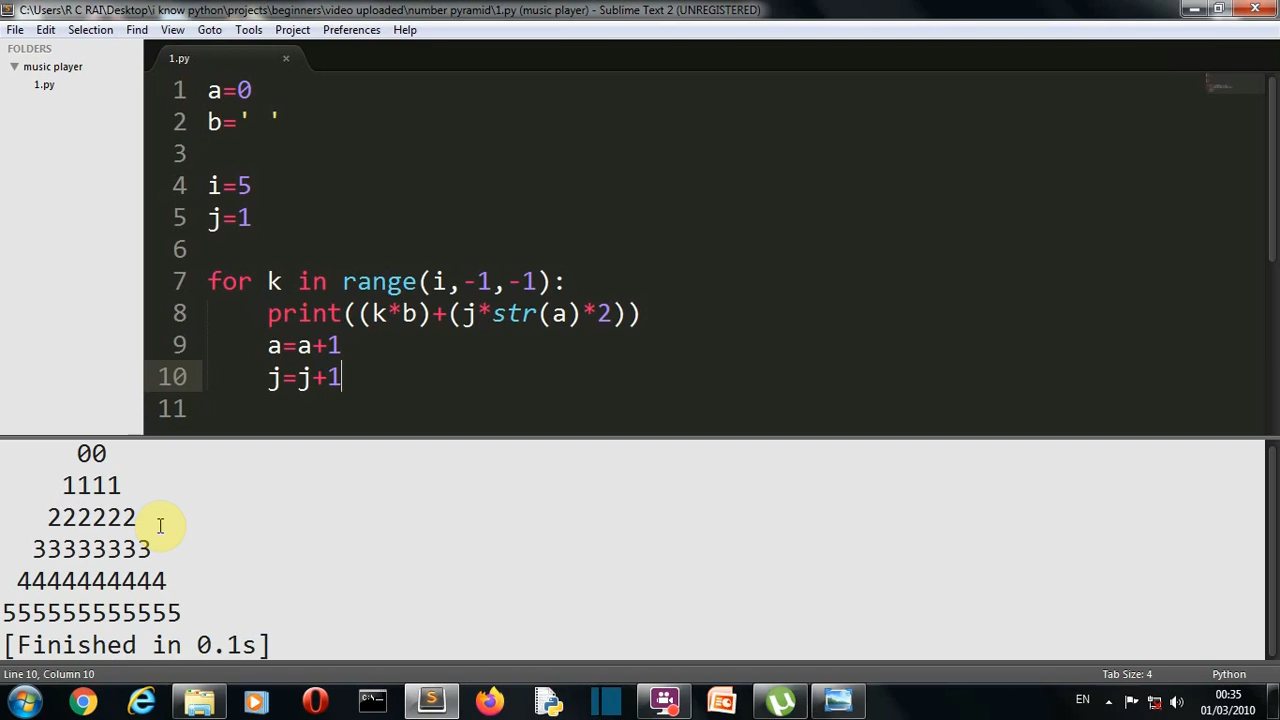 C:\Users\R C RAI\Desktop\i know python\projects\beginners\video uploaded\number pyramid\1.py (music player) - Sublime Text 2 (UNREGISTERED)
File Edit Selection Find View Goto Tools Project Preferences Help
FOLDERS
music player
1.py
1.py
1 a=0
2 b=' '
3
4 i=5
5 j=1
6
7 for k in range(i,-1,-1):
8     print((k*b)+(j*str(a)*2))
9     a=a+1
10     j=j+1
11
     00
    1111
   222222
  33333333
 4444444444
555555555555
[Finished in 0.1s]
Line 10, Column 10 Tab Size: 4 Python
EN 00:35
01/03/2010